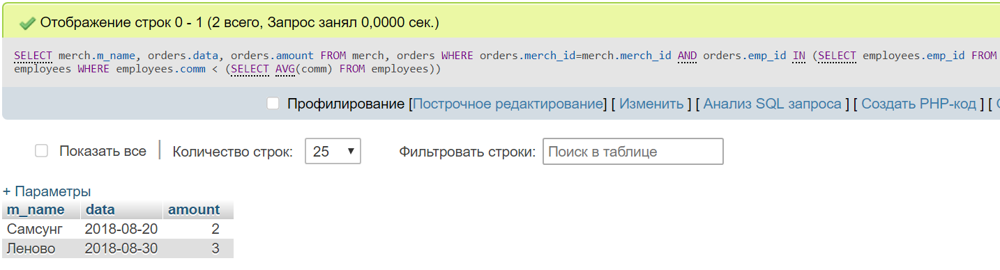 Отображение строк 0 - 1 (2 всего, Запрос занял 0,0000 сек.)
SELECT merch.m_name, orders.data, orders.amount FROM merch, orders WHERE orders.merch_id=merch.merch_id AND orders.emp_id IN (SELECT employees.emp_id FROM
employees WHERE employees.comm < (SELECT AVG(comm) FROM employees))
Профилирование [Построчное редактирование] [ Изменить ] [ Анализ SQL запроса ] [ Создать PHP-код ] [
Показать все Количество строк: 25 Фильтровать строки: Поиск в таблице
+ Параметры
m_name data amount
Самсунг 2018-08-20 2
Леново 2018-08-30 3